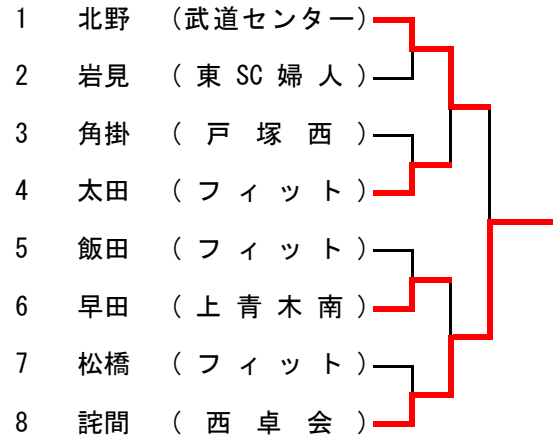 1 北野 (武道センター)
2 岩見 (東SC婦人)
3 角掛 (戸塚西)
4 太田 (フィット)
5 飯田 (フィット)
6 早田 (上青木南)
7 松橋 (フィット)
8 詫間 (西卓会)